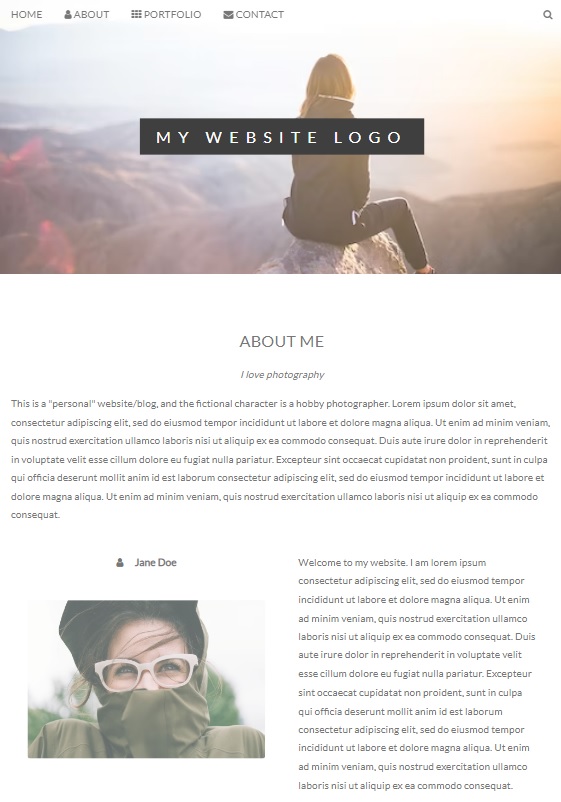 HOME ABOUT PORTFOLIO CONTACT
MY WEBSITE LOGO
ABOUT ME
I love photography
This is a "personal" website/blog, and the fictional character is a hobby photographer. Lorem ipsum dolor sit amet,
consectetur adipiscing elit, sed do eiusmod tempor incididunt ut labore et dolore magna aliqua. Ut enim ad minim veniam,
quis nostrud exercitation ullamco laboris nisi ut aliquip ex ea commodo consequat. Duis aute irure dolor in reprehenderit
in voluptate velit esse cillum dolore eu fugiat nulla pariatur. Excepteur sint occaecat cupidatat non proident, sunt in culpa
qui officia deserunt mollit anim id est laborum consectetur adipiscing elit, sed do eiusmod tempor incididunt ut labore et
dolore magna aliqua. Ut enim ad minim veniam, quis nostrud exercitation ullamco laboris nisi ut aliquip ex ea commodo
consequat.
Jane Doe
Welcome to my website. I am lorem ipsum
consectetur adipiscing elit, sed do eiusmod tempor
incididunt ut labore et dolore magna aliqua. Ut enim
ad minim veniam, quis nostrud exercitation ullamco
laboris nisi ut aliquip ex ea commodo consequat. Duis
aute irure dolor in reprehenderit in voluptate velit
esse cillum dolore eu fugiat nulla pariatur. Excepteur
sint occaecat cupidatat non proident, sunt in culpa
qui officia deserunt mollit anim id est laborum
consectetur adipiscing elit, sed do eiusmod tempor
incididunt ut labore et dolore magna aliqua. Ut enim
ad minim veniam, quis nostrud exercitation ullamco
laboris nisi ut aliquip ex ea commodo consequat.